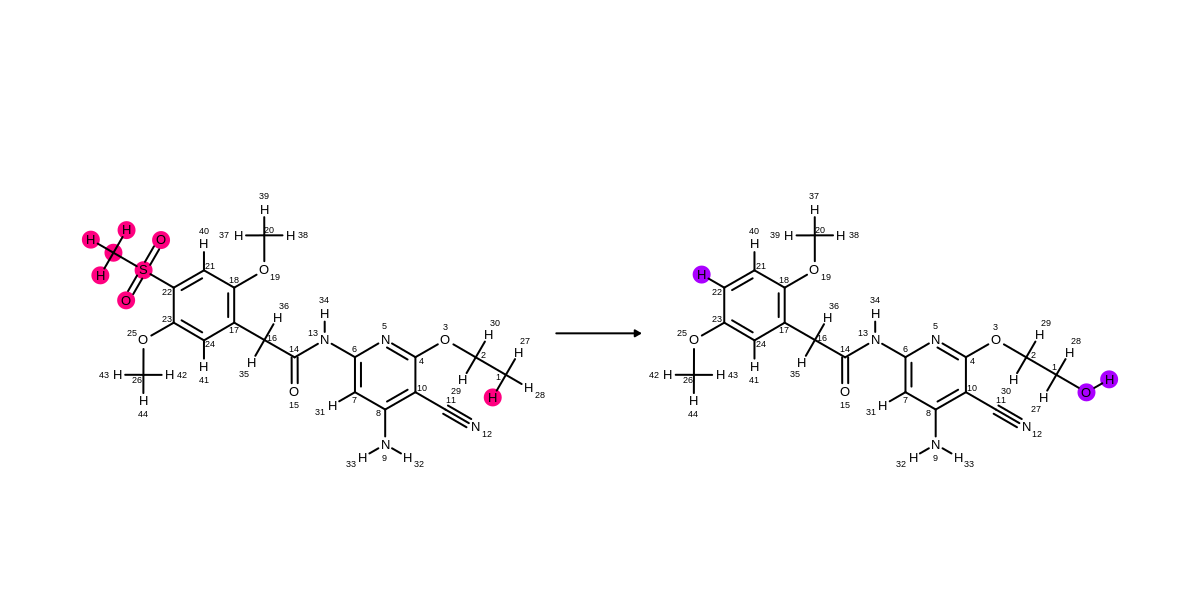 39 37
H H
40 37 H 20 H 38 40 39 H 20 H 38
H H O H H
H O 21 18 O 19 21 18 O 19
H S H 22
O 22 36 34 36 34
25 23 17 H H 30 25 23 17 H H 29 28
O 24 16 13 N 5 N 3 O H 27 O 24 16 13 N 5 N 3 O H H
H 14 6 4 2 H H 14 6 4 2 1
43 H 26 H 42 H 35 1 42 H 26 H 43 H 35 H
41 H H 28 41 H H
H O 7 10 29 H H O 7 10 30 27 O
44 15 31 H 8 11 44 15 31 H 8 11
N 12 N 12
N N
33 H 9 H 32 32 H 9 H 33